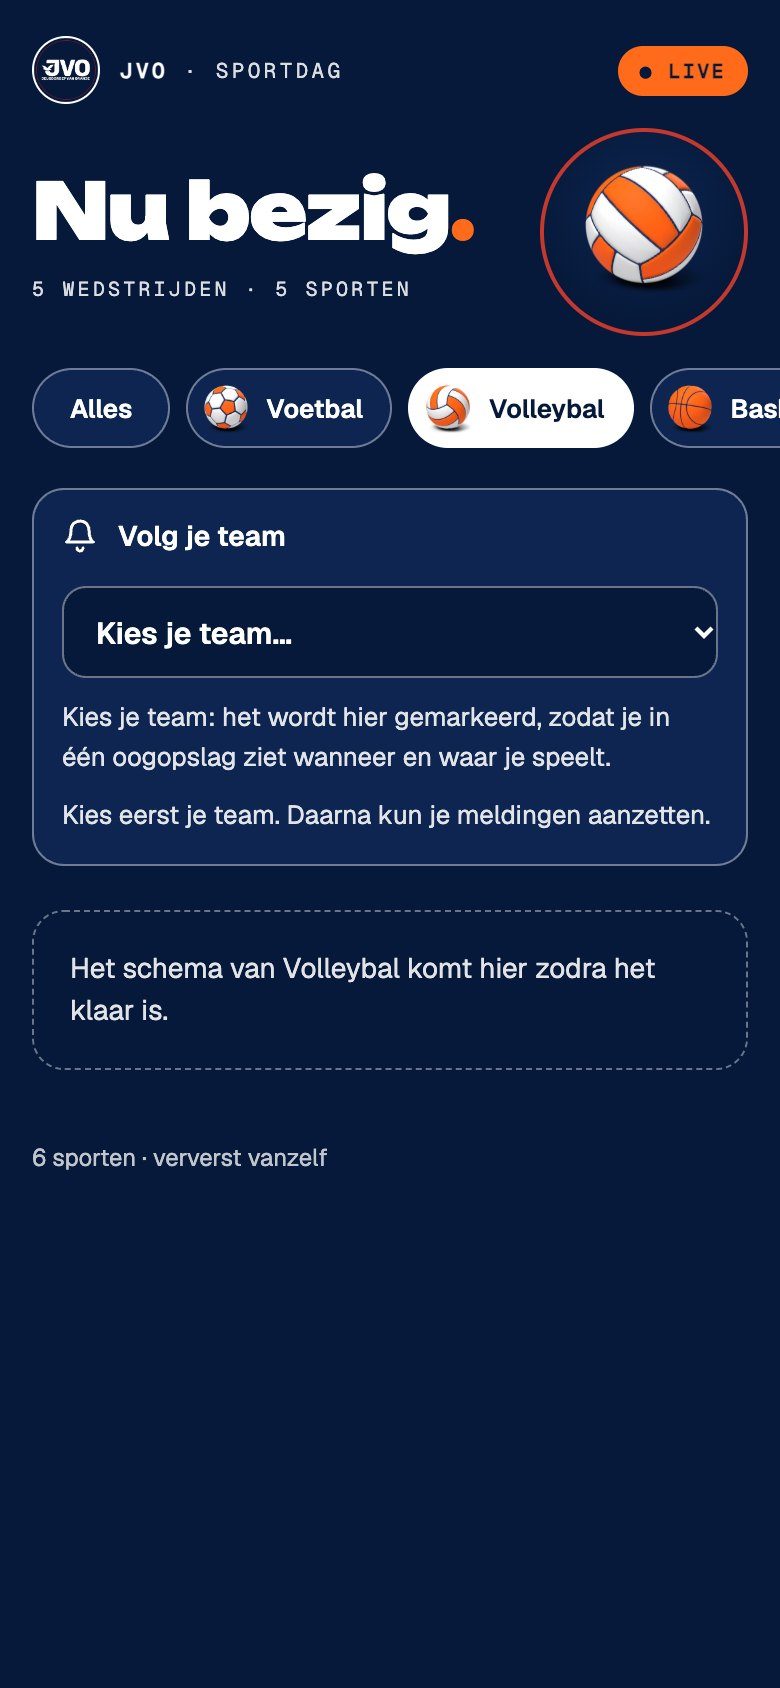 JVO
JVO · SPORTDAG
● LIVE
Nu bezig.
5 WEDSTRIJDEN · 5 SPORTEN
Alles
Voetbal
Volleybal
Bas
Volg je team
Kies je team...
Kies je team: het wordt hier gemarkeerd, zodat je in
één oogopslag ziet wanneer en waar je speelt.
Kies eerst je team. Daarna kun je meldingen aanzetten.
Het schema van Volleybal komt hier zodra het
klaar is.
6 sporten · ververst vanzelf